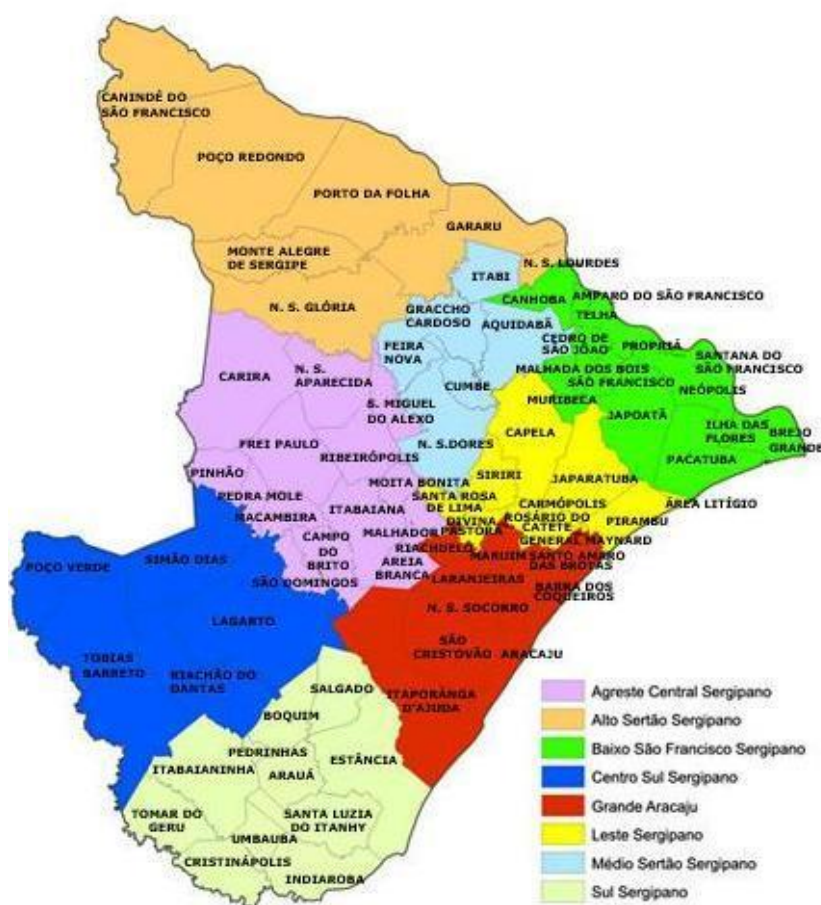 CANINDÉ DO
SÃO FRANCISCO
POÇO REDONDO
PORTO DA FOLHA
GARARU
MONTE ALEGRE
DE SERGIPE
N. S. LOURDES
ITABI
N. S. GLÓRIA
GRACCHO
CARDOSO
CANHOBA
AMPARO DO SÃO FRANCISCO
TELHA
AQUIDABÃ
FEIRA
NOVA
CEDRO DE
SÃO JOÃO
PROPRIÁ
SANTANA DO
SÃO FRANCISCO
CARIRA
N. S.
APARECIDA
CUMBE
MALHADA DOS BOIS
SÃO FRANCISCO
NEÓPOLIS
MURIBECA
S. MIGUEL
DO ALEXO
JAPOATÃ
ILHA DAS
FLORES
BREJO
GRANDE
FREI PAULO
N. S.DORES
CAPELA
RIBEIRÓPOLIS
PACATUBA
PINHÃO
MOITA BONITA
SIRIRI
JAPARATUBA
PEDRA MOLE
SANTA ROSA
DE LIMA
ÁREA LITÍGIO
MACAMBIRA
ITABAIANA
CARMÓPOLIS
DIVINA
PASTORA
ROSÁRIO DO
CATETE
PIRAMBU
CAMPO
DO
BRITO
MALHADOR
GENERAL MAYNARD
RIACHUELO
MARUIM
SANTO AMARO
DAS BROTAS
POÇO VERDE
SIMÃO DIAS
AREIA
BRANCA
SÃO DOMINGOS
LARANJEIRAS
BARRA DOS
COQUEIROS
LAGARTO
N. S. SOCORRO
TOBIAS
BARRETO
RIACHÃO DO
DANTAS
SÃO
CRISTOVÃO
ARACAJU
SALGADO
ITAPORANGA
D'AJUDA
BOQUIM
PEDRINHAS
ESTÂNCIA
ITABAIANINHA
ARAUÁ
TOMAR DO
GERU
SANTA LUZIA
DO ITANHY
UMBAUBA
CRISTINÁPOLIS
INDIAROBA
Agreste Central Sergipano
Alto Sertão Sergipano
Baixo São Francisco Sergipano
Centro Sul Sergipano
Grande Aracaju
Leste Sergipano
Médio Sertão Sergipano
Sul Sergipano